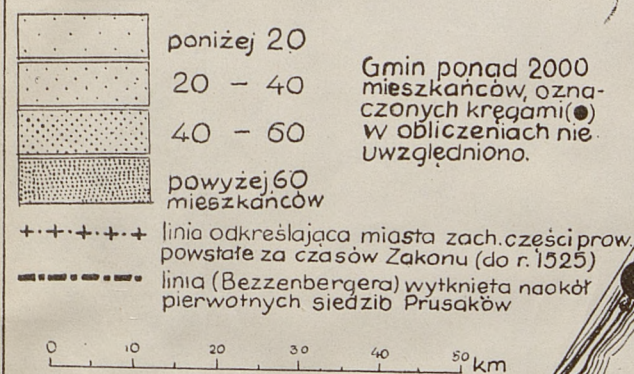 poniżej 20
20 – 40
40 – 60
powyżej 60
mieszkańców
Gmin ponad 2000
mieszkańców, ozna-
czonych kręgami (●)
w obliczeniach nie
uwzględniono.
linia odkreślająca miasta zach. części prow.
powstałe za czasów Zakonu (do r. 1525)
linia (Bezzenbergera) wytknięta naokół
pierwotnych siedzib Prusaków
0 10 20 30 40 50 km